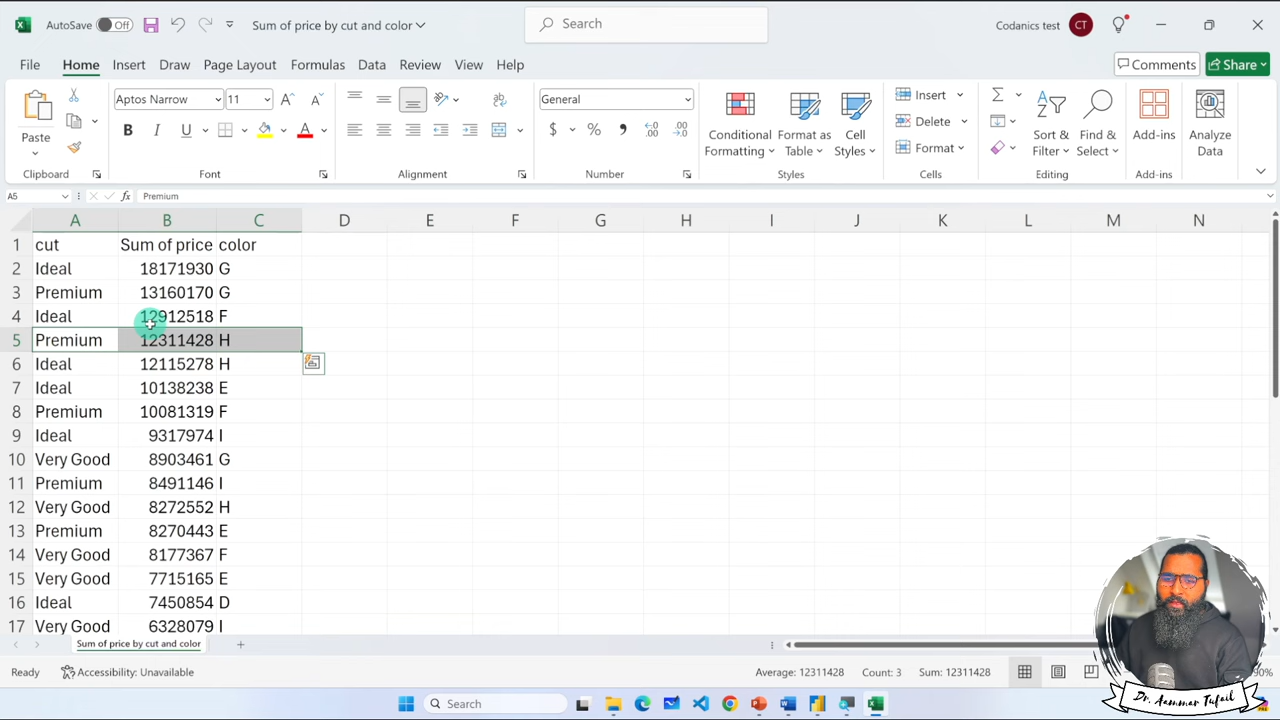 AutoSave Off Sum of price by cut and color Search Codanics test CT
File Home Insert Draw Page Layout Formulas Data Review View Help Comments Share
Paste
Clipboard
Aptos Narrow 11
B I U A
Font
Alignment
General
$ % 9
Number
Conditional Formatting
Format as Table
Cell Styles
Styles
Insert
Delete
Format
Cells
Sort & Filter
Find & Select
Editing
Add-ins
Add-ins
Analyze Data
A5 fx Premium
A B C D E F G H I J K L M N
1 cut Sum of price color
2 Ideal 18171930 G
3 Premium 13160170 G
4 Ideal 12912518 F
5 Premium 12311428 H
6 Ideal 12115278 H
7 Ideal 10138238 E
8 Premium 10081319 F
9 Ideal 9317974 I
10 Very Good 8903461 G
11 Premium 8491146 I
12 Very Good 8272552 H
13 Premium 8270443 E
14 Very Good 8177367 F
15 Very Good 7715165 E
16 Ideal 7450854 D
17 Very Good 6328079 I
Sum of price by cut and color
Ready Accessibility: Unavailable Average: 12311428 Count: 3 Sum: 12311428
Search
Dr. Aammar Tufail